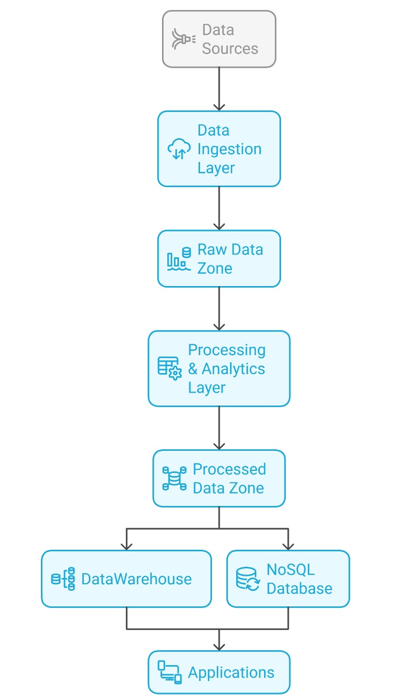 Data
Sources
Data
Ingestion
Layer
Raw Data
Zone
Processing
& Analytics
Layer
Processed
Data Zone
DataWarehouse
NoSQL
Database
Applications